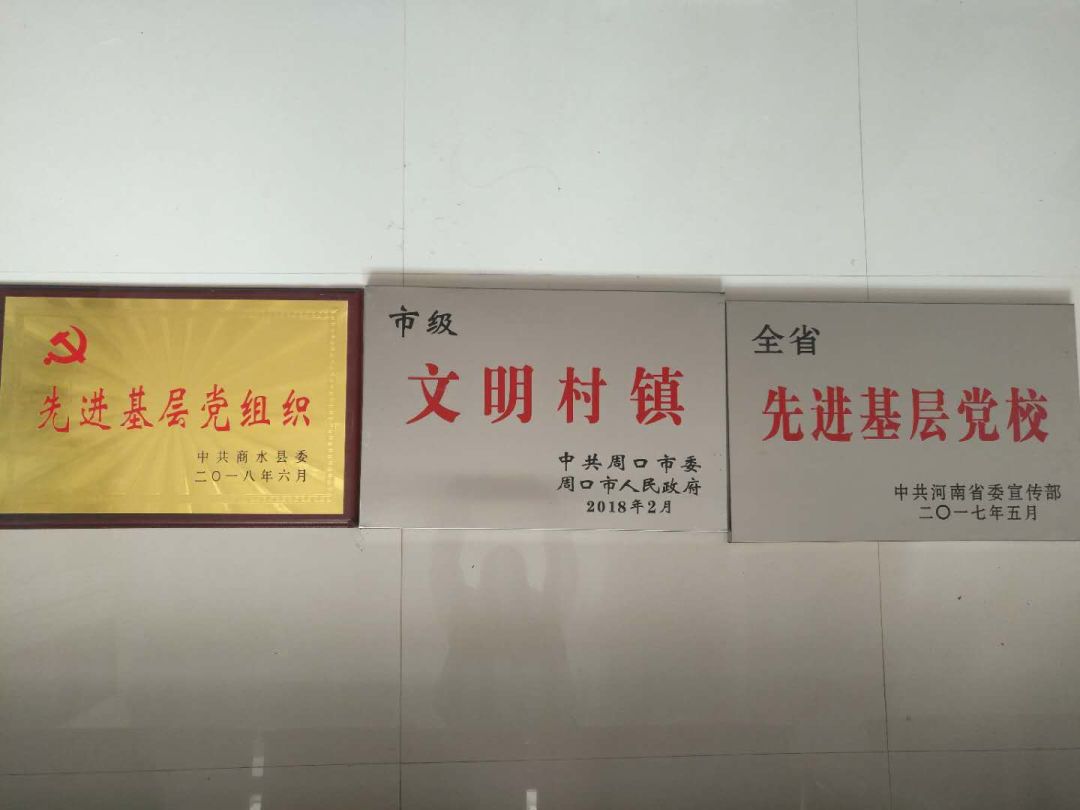 先进基层党组织
中共商水县委
二〇一八年六月
市级
文明村镇
中共周口市委
周口市人民政府
2018年2月
全省
先进基层党校
中共河南省委宣传部
二〇一七年五月